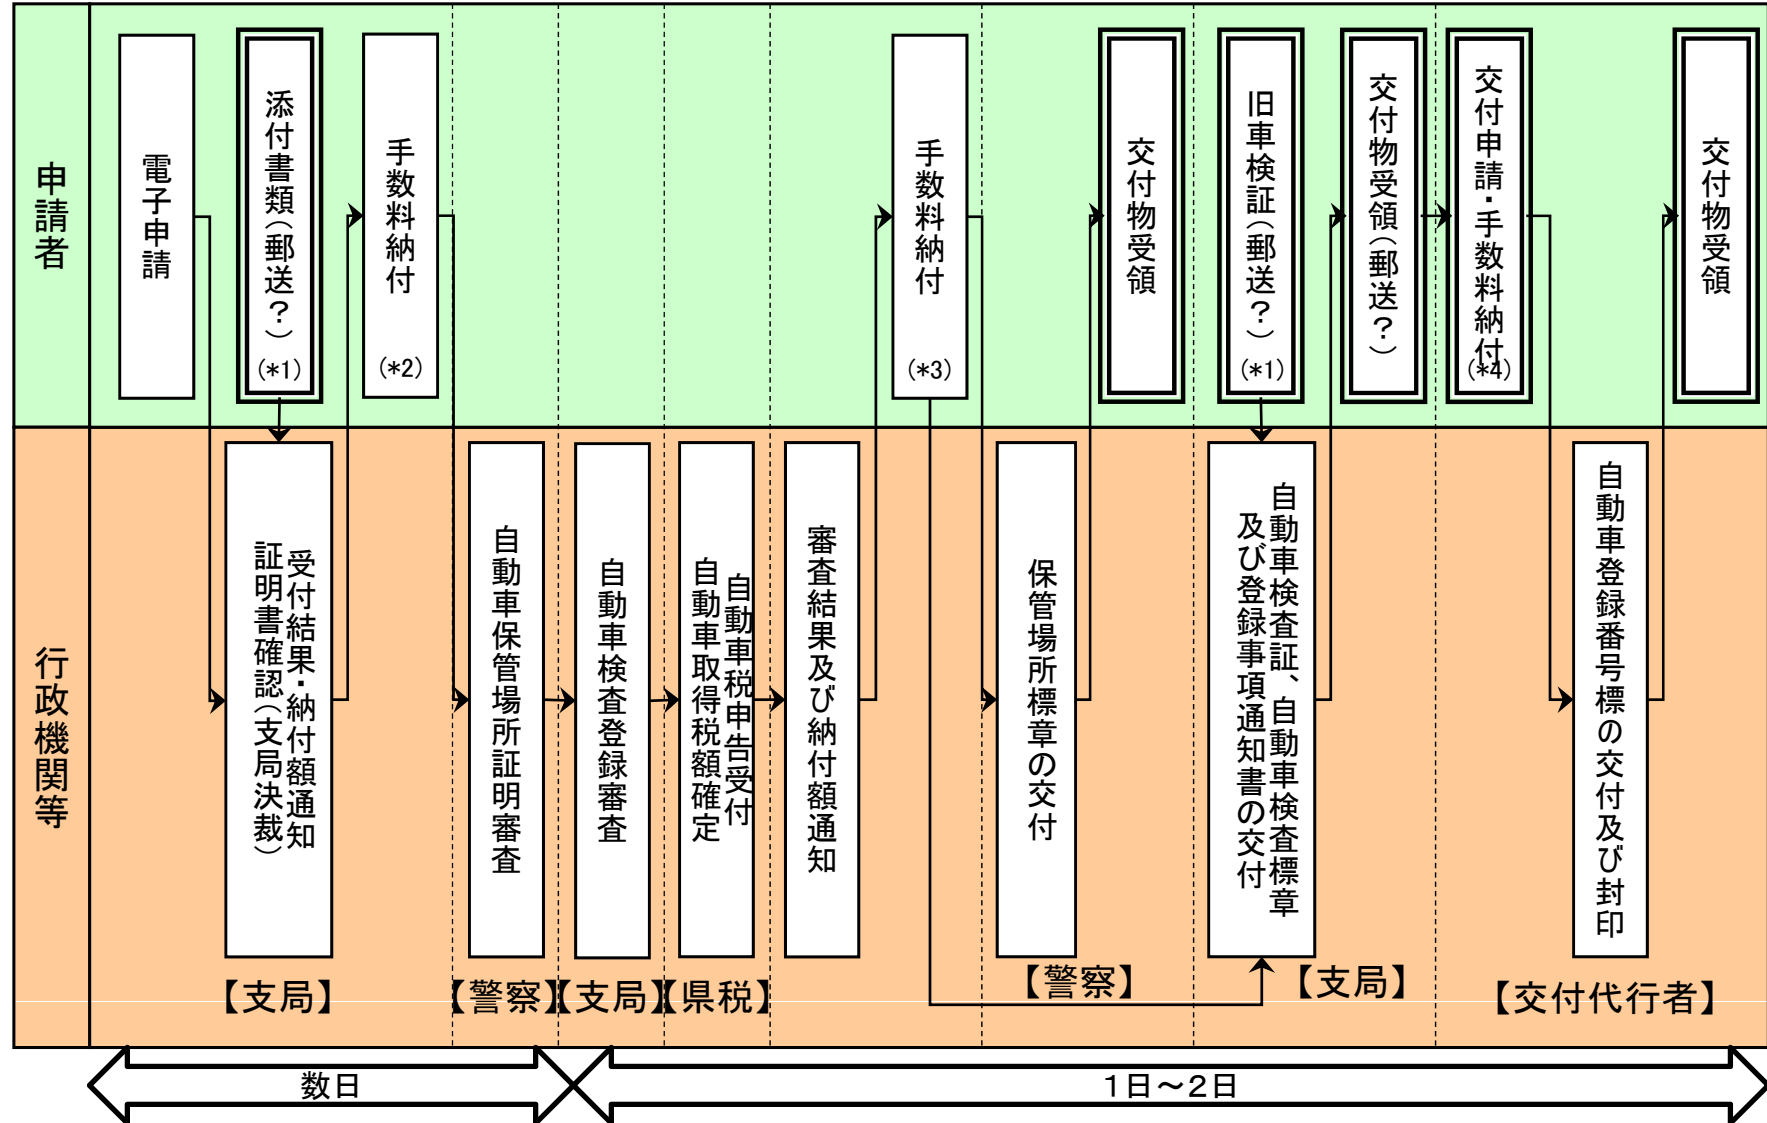 申請者
電子申請
添付書類（郵送？）
(*1)
手数料納付
(*2)
手数料納付
(*3)
交付物受領
旧車検証（郵送？）
(*1)
交付物受領（郵送？）
交付申請・手数料納付
(*4)
交付物受領
行政機関等
受付結果・納付額通知
証明書確認（支局決裁）
自動車保管場所証明審査
自動車検査登録審査
自動車税申告受付
自動車取得税額確定
審査結果及び納付額通知
保管場所標章の交付
自動車検査証、自動車検査標章
及び登録事項通知書の交付
自動車登録番号標の交付及び封印
【支局】
【警察】
【支局】
【県税】
【警察】
【支局】
【交付代行者】
数日
１日～２日